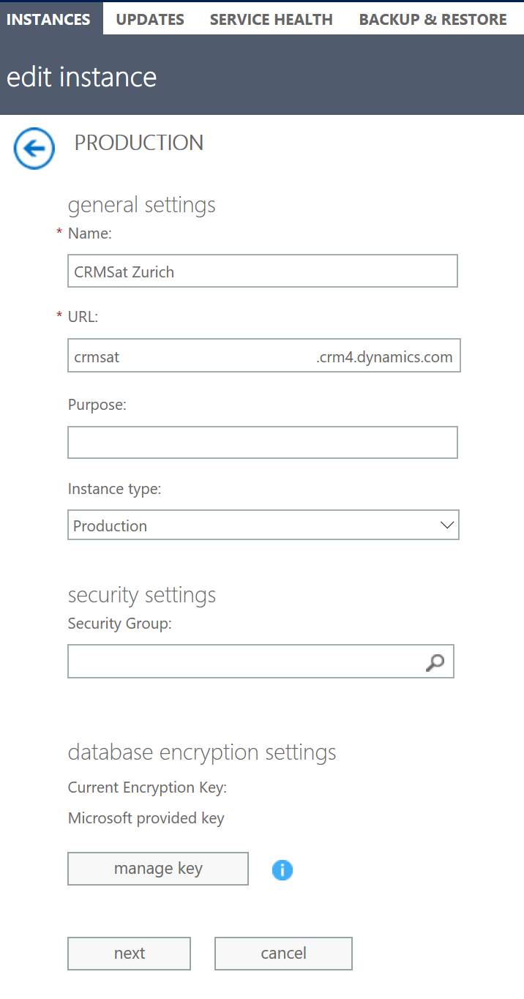 INSTANCES UPDATES SERVICE HEALTH BACKUP & RESTORE
edit instance
PRODUCTION
general settings
* Name:
CRMSat Zurich
* URL:
crmsat .crm4.dynamics.com
Purpose:
Instance type:
Production
security settings
Security Group:
database encryption settings
Current Encryption Key:
Microsoft provided key
manage key i
next cancel